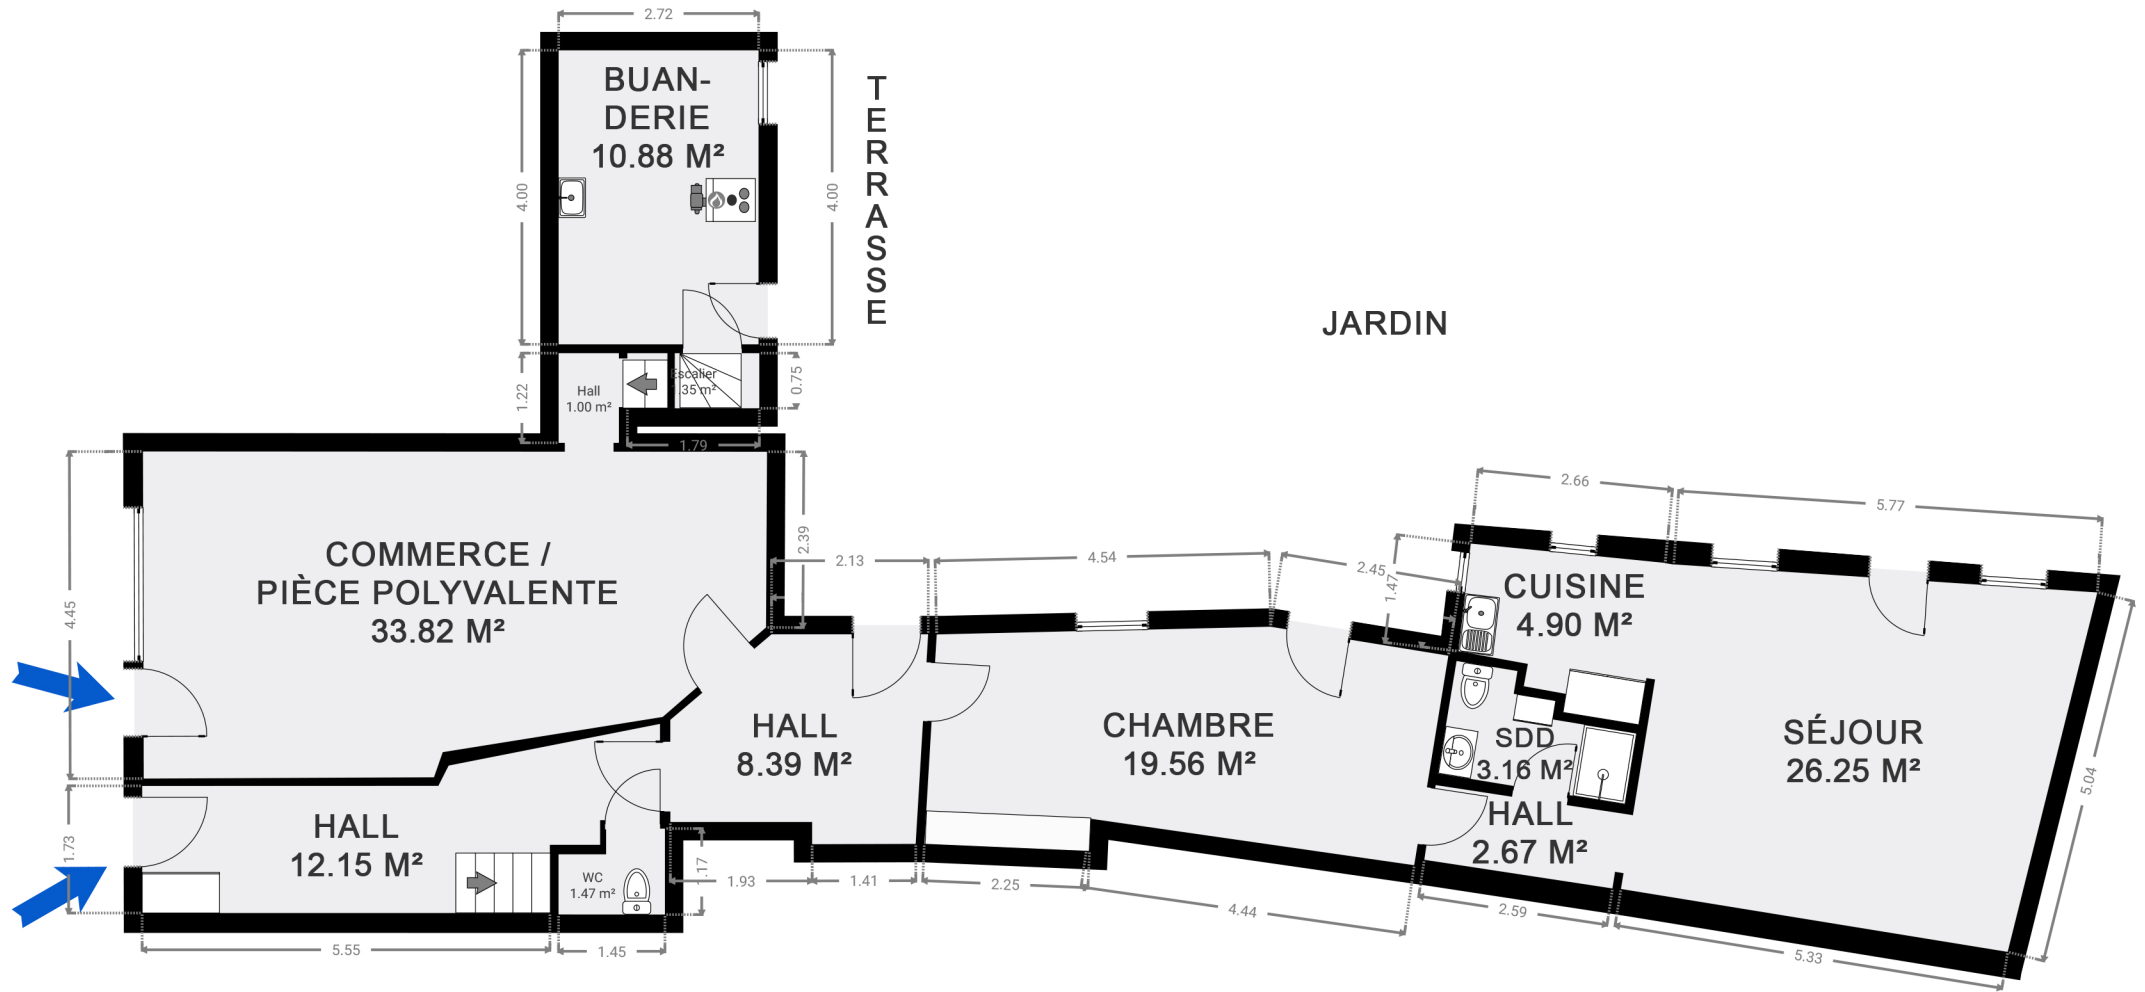 2.72
BUAN-
DERIE
10.88 M²
4.00
4.00
TERRASSE
JARDIN
Hall
1.00 m²
Escalier
.35 m²
1.22
0.75
1.79
COMMERCE /
PIÈCE POLYVALENTE
33.82 M²
4.45
2.39
2.13
4.54
2.45
1.47
2.66
5.77
CUISINE
4.90 M²
HALL
8.39 M²
CHAMBRE
19.56 M²
SDD
3.16 M²
SÉJOUR
26.25 M²
5.04
HALL
12.15 M²
1.73
HALL
2.67 M²
WC
1.47 m²
.17
1.93
1.41
2.25
4.44
2.59
5.33
5.55
1.45